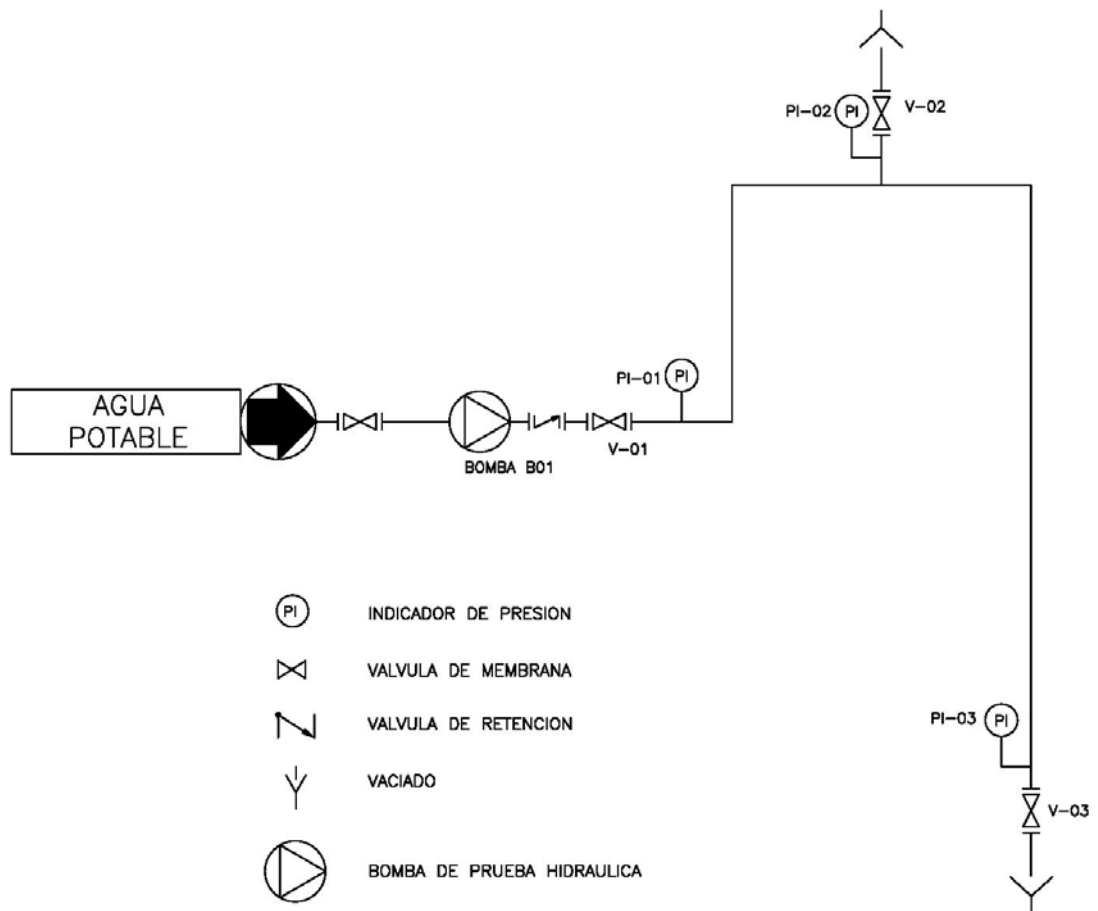 PI-02
PI
V-02
PI-01
PI
AGUA
POTABLE
V-01
BOMBA B01
PI
INDICADOR DE PRESION
VALVULA DE MEMBRANA
VALVULA DE RETENCION
VACIADO
BOMBA DE PRUEBA HIDRAULICA
PI-03
PI
V-03